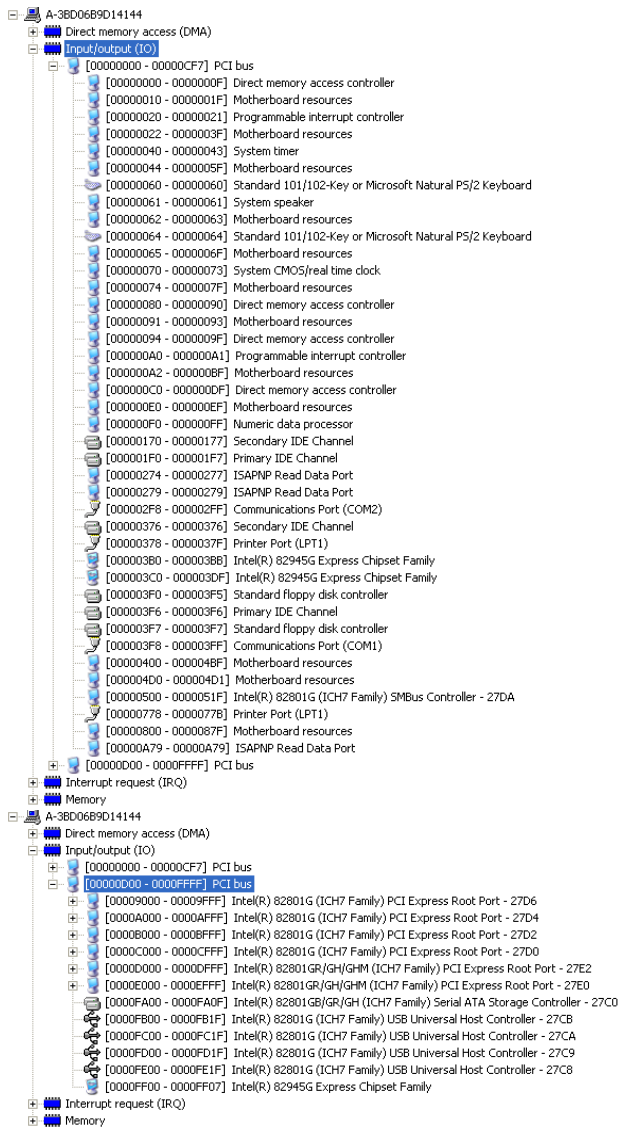 A-3BD06B9D14144
Direct memory access (DMA)
Input/output (IO)
[00000000 - 00000CF7] PCI bus
[00000000 - 0000000F] Direct memory access controller
[00000010 - 0000001F] Motherboard resources
[00000020 - 00000021] Programmable interrupt controller
[00000022 - 0000003F] Motherboard resources
[00000040 - 00000043] System timer
[00000044 - 0000005F] Motherboard resources
[00000060 - 00000060] Standard 101/102-Key or Microsoft Natural PS/2 Keyboard
[00000061 - 00000061] System speaker
[00000062 - 00000063] Motherboard resources
[00000064 - 00000064] Standard 101/102-Key or Microsoft Natural PS/2 Keyboard
[00000065 - 0000006F] Motherboard resources
[00000070 - 00000073] System CMOS/real time clock
[00000074 - 0000007F] Motherboard resources
[00000080 - 00000090] Direct memory access controller
[00000091 - 00000093] Motherboard resources
[00000094 - 0000009F] Direct memory access controller
[000000A0 - 000000A1] Programmable interrupt controller
[000000A2 - 000000BF] Motherboard resources
[000000C0 - 000000DF] Direct memory access controller
[000000E0 - 000000EF] Motherboard resources
[000000F0 - 000000FF] Numeric data processor
[00000170 - 00000177] Secondary IDE Channel
[000001F0 - 000001F7] Primary IDE Channel
[00000274 - 00000277] ISAPNP Read Data Port
[00000279 - 00000279] ISAPNP Read Data Port
[000002F8 - 000002FF] Communications Port (COM2)
[00000376 - 00000376] Secondary IDE Channel
[00000378 - 0000037F] Printer Port (LPT1)
[000003B0 - 000003BB] Intel(R) 82945G Express Chipset Family
[000003C0 - 000003DF] Intel(R) 82945G Express Chipset Family
[000003F0 - 000003F5] Standard floppy disk controller
[000003F6 - 000003F6] Primary IDE Channel
[000003F7 - 000003F7] Standard floppy disk controller
[000003F8 - 000003FF] Communications Port (COM1)
[00000400 - 000004BF] Motherboard resources
[000004D0 - 000004D1] Motherboard resources
[00000500 - 0000051F] Intel(R) 82801G (ICH7 Family) SMBus Controller - 27DA
[00000778 - 0000077B] Printer Port (LPT1)
[00000800 - 0000087F] Motherboard resources
[00000A79 - 00000A79] ISAPNP Read Data Port
[00000D00 - 0000FFFF] PCI bus
Interrupt request (IRQ)
Memory
A-3BD06B9D14144
Direct memory access (DMA)
Input/output (IO)
[00000000 - 00000CF7] PCI bus
[00000D00 - 0000FFFF] PCI bus
[00009000 - 00009FFF] Intel(R) 82801G (ICH7 Family) PCI Express Root Port - 27D6
[0000A000 - 0000AFFF] Intel(R) 82801G (ICH7 Family) PCI Express Root Port - 27D4
[0000B000 - 0000BFFF] Intel(R) 82801G (ICH7 Family) PCI Express Root Port - 27D2
[0000C000 - 0000CFFF] Intel(R) 82801G (ICH7 Family) PCI Express Root Port - 27D0
[0000D000 - 0000DFFF] Intel(R) 82801GR/GH/GHM (ICH7 Family) PCI Express Root Port - 27E2
[0000E000 - 0000EFFF] Intel(R) 82801GR/GH/GHM (ICH7 Family) PCI Express Root Port - 27E0
[0000FA00 - 0000FA0F] Intel(R) 82801GB/GR/GH (ICH7 Family) Serial ATA Storage Controller - 27C0
[0000FB00 - 0000FB1F] Intel(R) 82801G (ICH7 Family) USB Universal Host Controller - 27CB
[0000FC00 - 0000FC1F] Intel(R) 82801G (ICH7 Family) USB Universal Host Controller - 27CA
[0000FD00 - 0000FD1F] Intel(R) 82801G (ICH7 Family) USB Universal Host Controller - 27C9
[0000FE00 - 0000FE1F] Intel(R) 82801G (ICH7 Family) USB Universal Host Controller - 27C8
[0000FF00 - 0000FF07] Intel(R) 82945G Express Chipset Family
Interrupt request (IRQ)
Memory